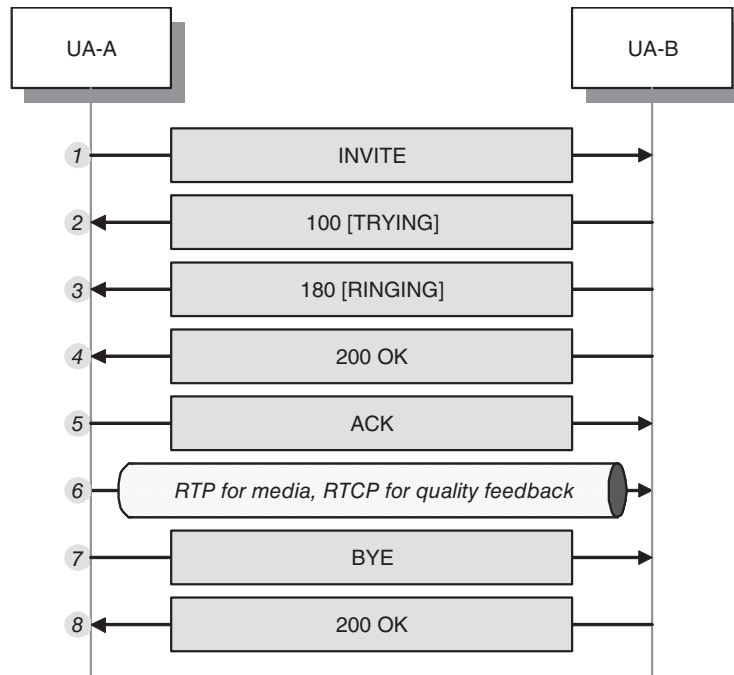 UA-A
UA-B
1
INVITE
2
100 [TRYING]
3
180 [RINGING]
4
200 OK
5
ACK
6
RTP for media, RTCP for quality feedback
7
BYE
8
200 OK